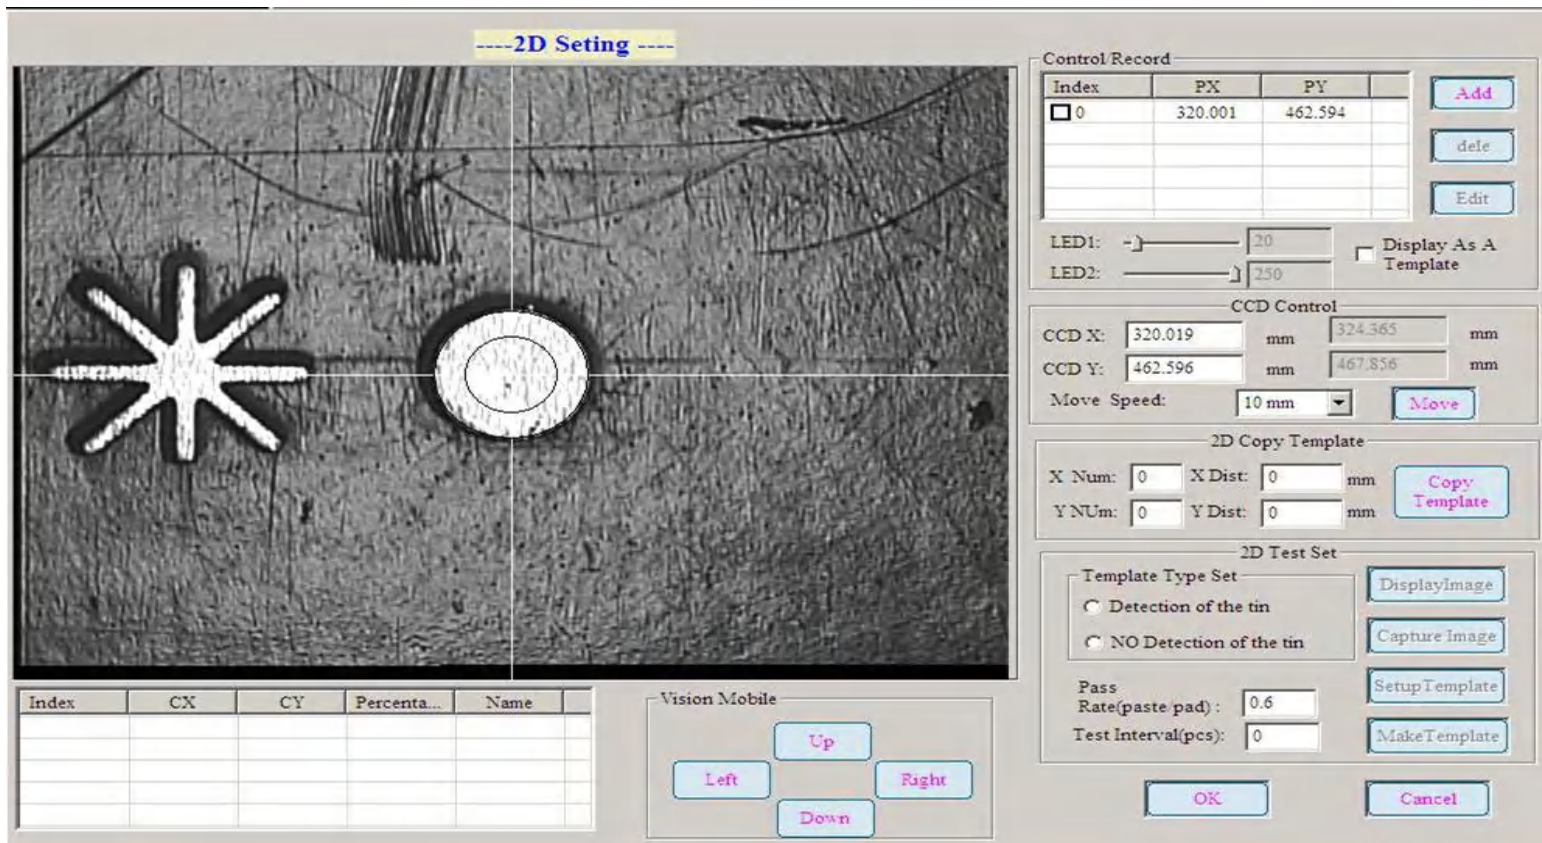 ----2D Seting ----
Control/Record
Index PX PY
0 320.001 462.594
Add
dele
Edit
LED1: 20
LED2: 250
Display As A
Template
CCD Control
CCD X: 320.019 mm 324.365 mm
CCD Y: 462.596 mm 467.856 mm
Move Speed: 10 mm Move
2D Copy Template
X Num: 0 X Dist: 0 mm
Y NUm: 0 Y Dist: 0 mm
Copy
Template
2D Test Set
Template Type Set
Detection of the tin
NO Detection of the tin
DisplayImage
Capture Image
SetupTemplate
MakeTemplate
Pass
Rate(paste/pad) : 0.6
Test Interval(pcs): 0
Index CX CY Percenta... Name
Vision Mobile
Up
Left Right
Down
OK Cancel